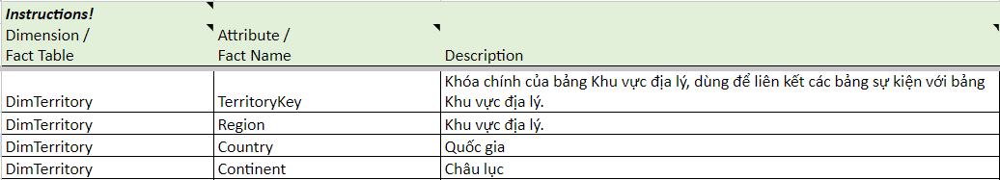 Instructions!
Dimension / Attribute /
Fact Table Fact Name Description
Khóa chính của bảng Khu vực địa lý, dùng để liên kết các bảng sự kiện với bảng
DimTerritory TerritoryKey Khu vực địa lý.
DimTerritory Region Khu vực địa lý.
DimTerritory Country Quốc gia
DimTerritory Continent Châu lục